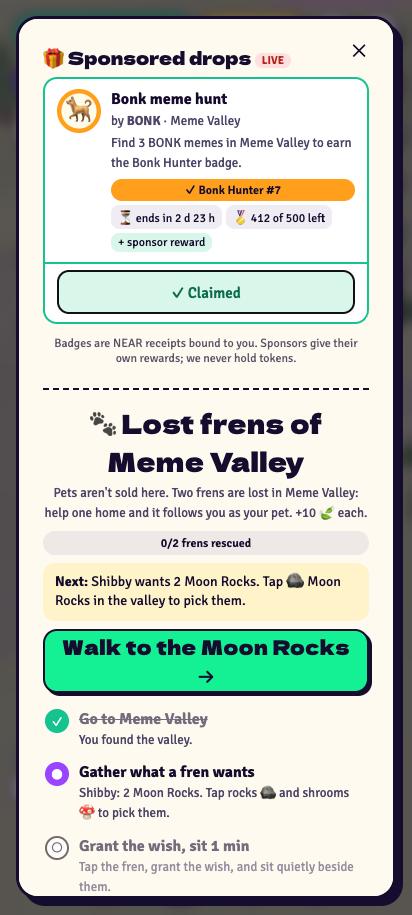 🎁 Sponsored drops LIVE
Bonk meme hunt
by BONK · Meme Valley
Find 3 BONK memes in Meme Valley to earn
the Bonk Hunter badge.
✓ Bonk Hunter #7
⏳ ends in 2 d 23 h 🏅 412 of 500 left
+ sponsor reward
✓ Claimed
Badges are NEAR receipts bound to you. Sponsors give their
own rewards; we never hold tokens.
🐾 Lost frens of
Meme Valley
Pets aren't sold here. Two frens are lost in Meme Valley:
help one home and it follows you as your pet. +10 🍃 each.
0/2 frens rescued
Next: Shibby wants 2 Moon Rocks. Tap 🪨 Moon
Rocks in the valley to pick them.
Walk to the Moon Rocks
→
Go to Meme Valley
You found the valley.
Gather what a fren wants
Shibby: 2 Moon Rocks. Tap rocks 🪨 and shrooms
🍄 to pick them.
Grant the wish, sit 1 min
Tap the fren, grant the wish, and sit quietly beside
them.